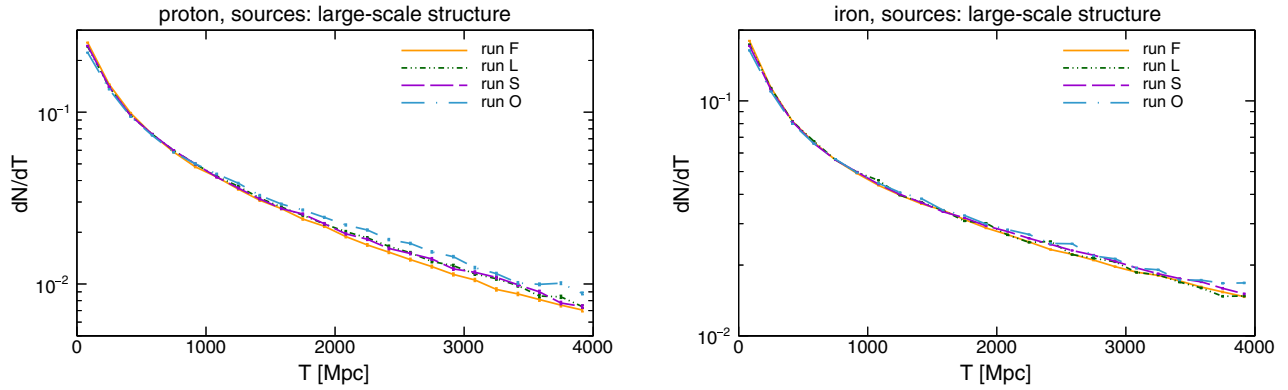 proton, sources: large-scale structure
run F
run L
run S
run O
10⁻¹
10⁻²
dN/dT
0 1000 2000 3000 4000
T [Mpc]
iron, sources: large-scale structure
run F
run L
run S
run O
10⁻¹
10⁻²
dN/dT
0 1000 2000 3000 4000
T [Mpc]